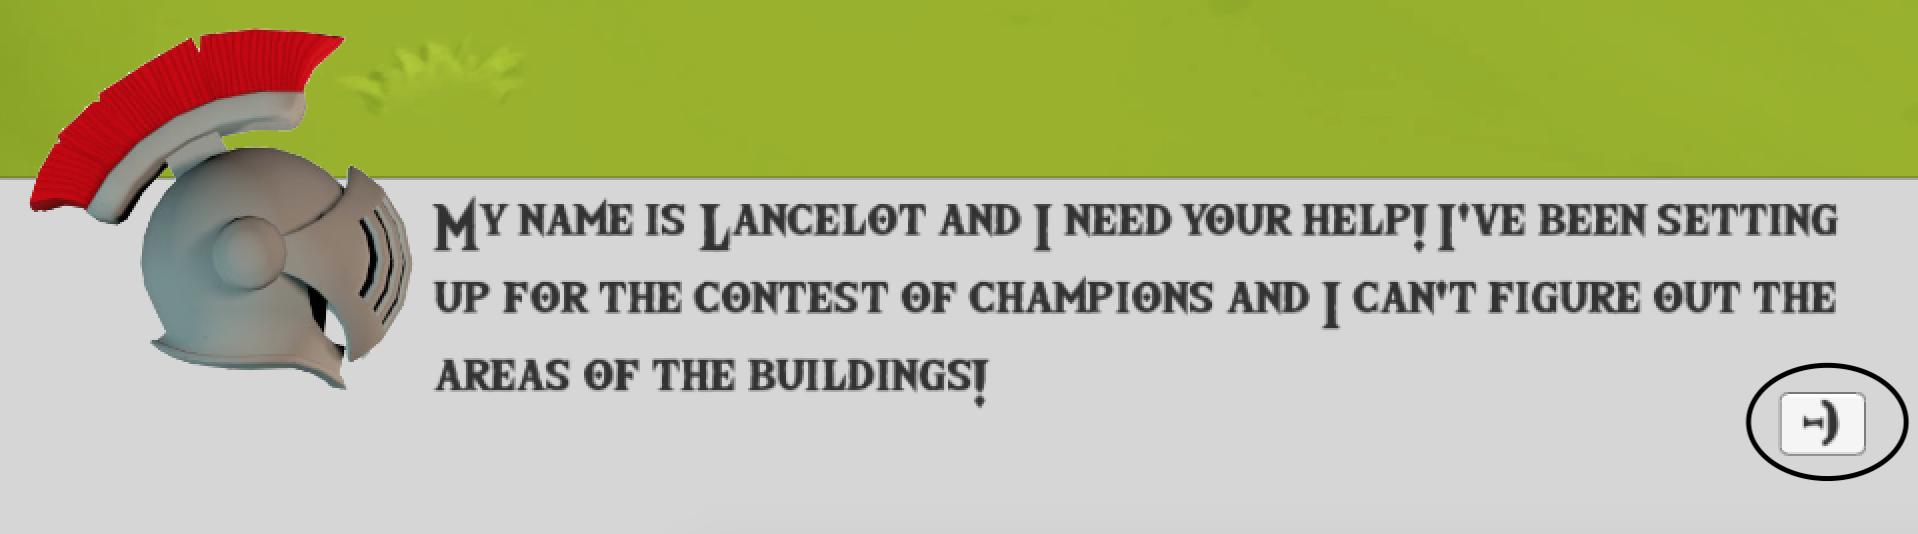 My name is Lancelot and I need your help! I've been setting
up for the contest of champions and I can't figure out the
areas of the buildings!
-)